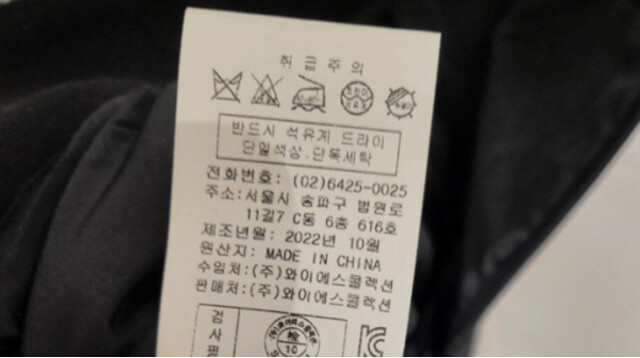 취급주의
반드시 석유계 드라이
단일색상.단독세탁
전화번호: (02)6425-0025
주소:서울시 송파구 법원로
11길7 C동 6층 616호
제조년월: 2022년 10월
원산지: MADE IN CHINA
수입처:(주)와이에스콜렉션
판매처:(주)와이에스콜렉션
검사필
10